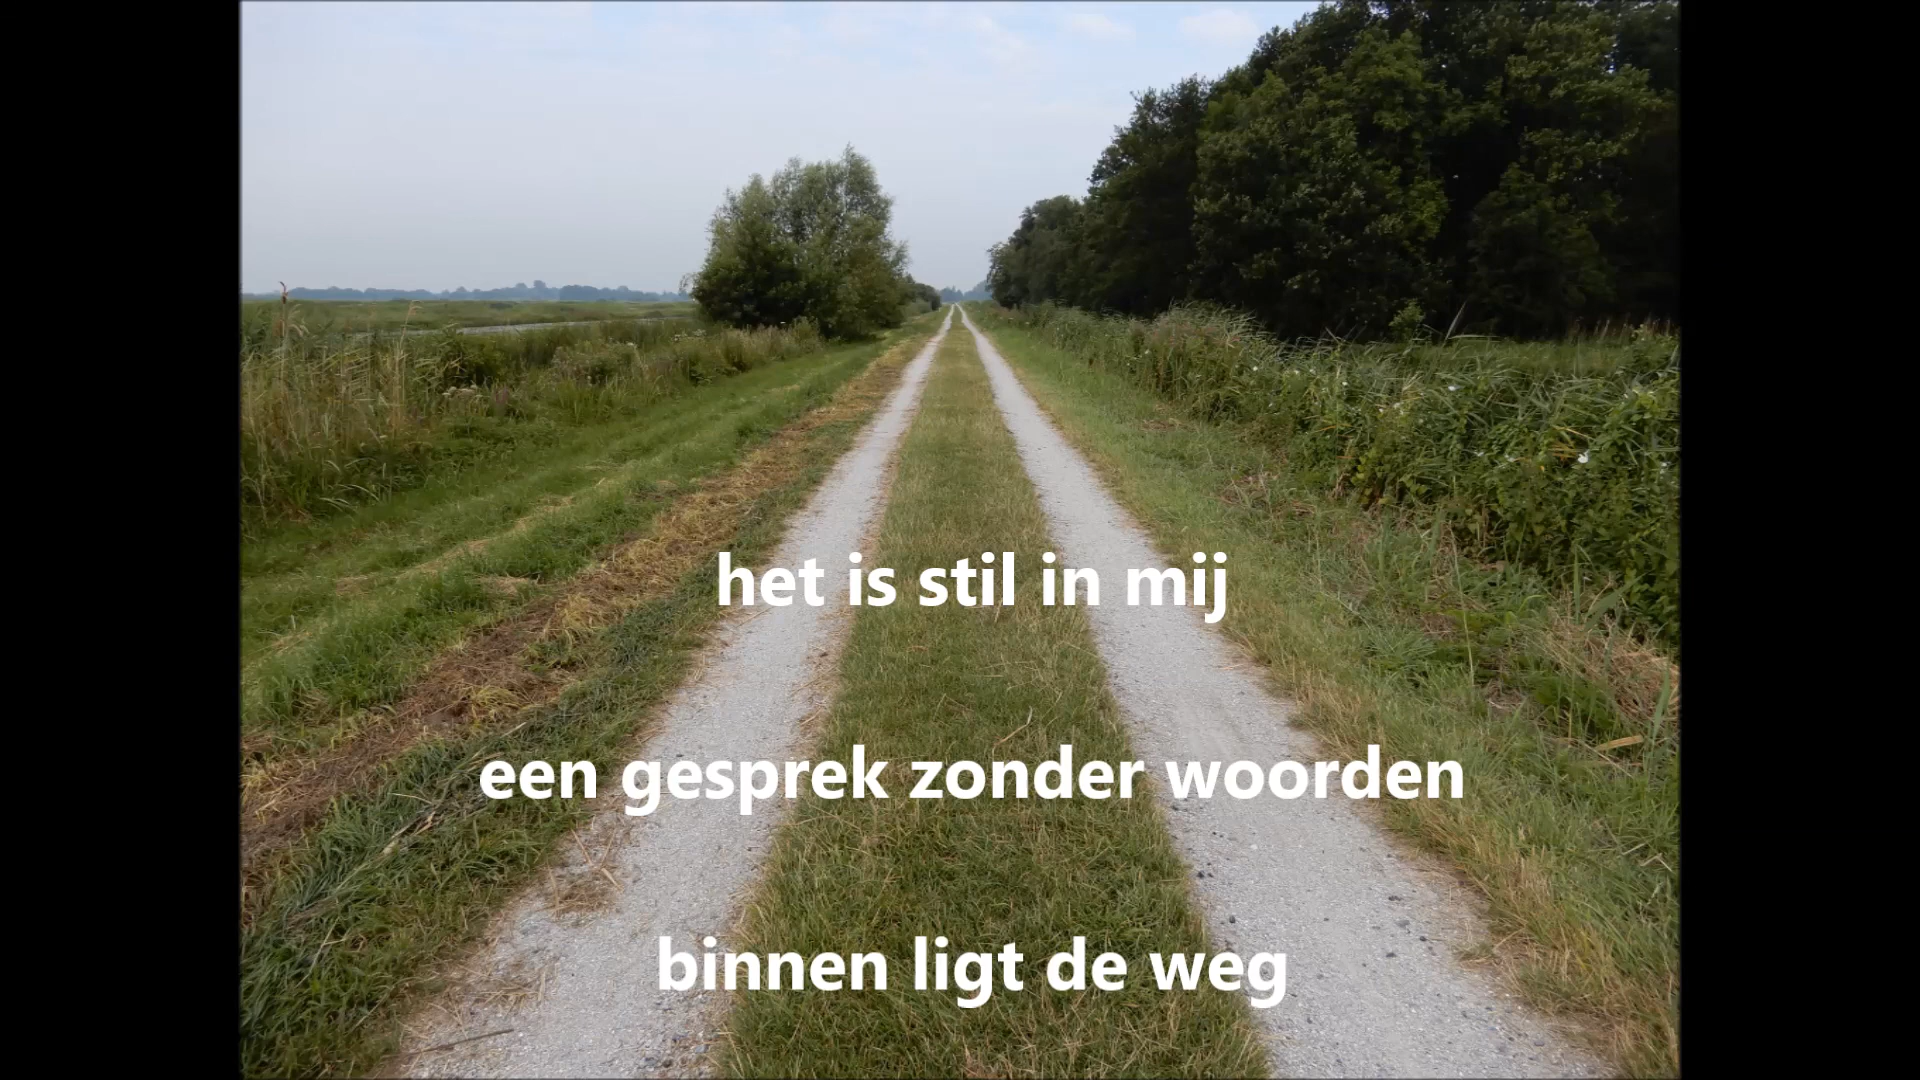 het is stil in mij
een gesprek zonder woorden
binnen ligt de weg